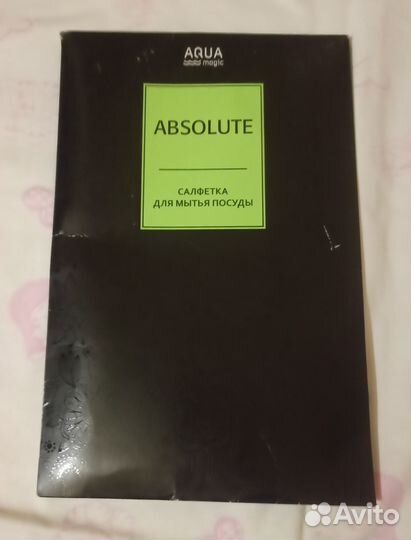 AQUA
magic
ABSOLUTE
САЛФЕТКА
ДЛЯ МЫТЬЯ ПОСУДЫ
Avito